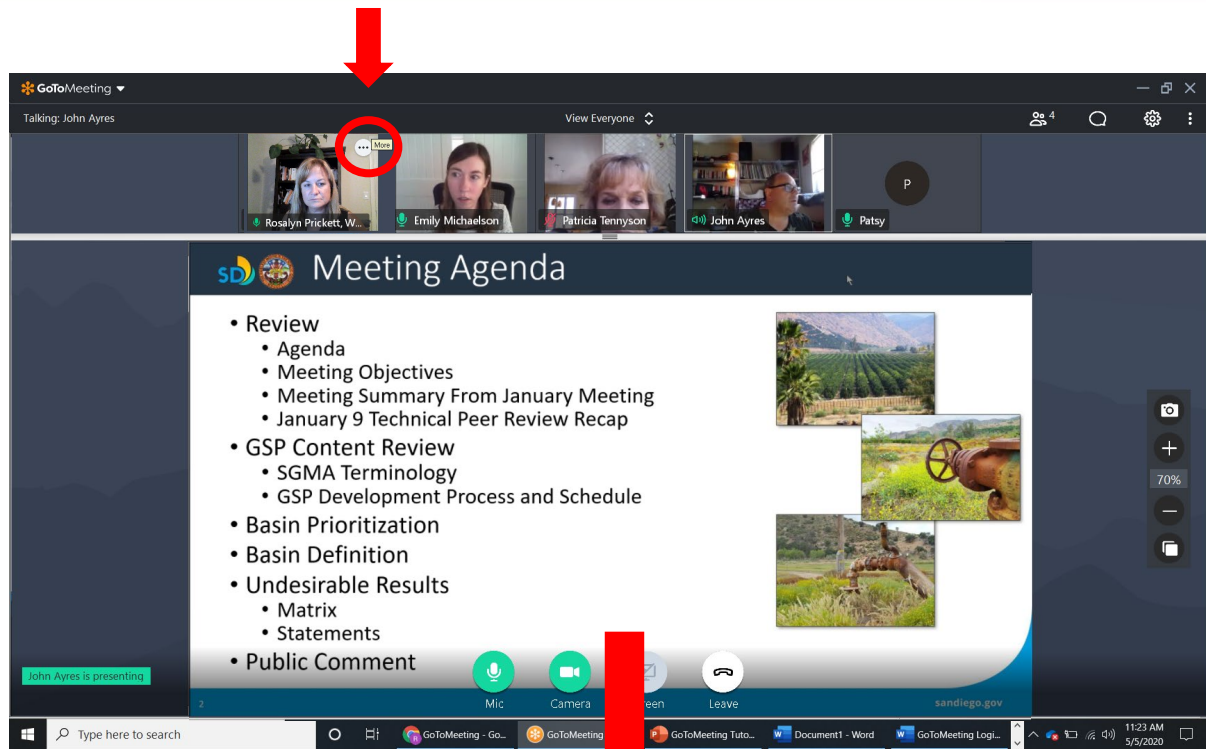 GoToMeeting
Talking: John Ayres
View Everyone
4
More
Rosalyn Prickett, W...
Emily Michaelson
Patricia Tennyson
John Ayres
P
Patsy
SD
Meeting Agenda
• Review
• Agenda
• Meeting Objectives
• Meeting Summary From January Meeting
• January 9 Technical Peer Review Recap
• GSP Content Review
• SGMA Terminology
• GSP Development Process and Schedule
• Basin Prioritization
• Basin Definition
• Undesirable Results
• Matrix
• Statements
• Public Comment
70%
John Ayres is presenting
2
Mic
Camera
reen
Leave
sandiego.gov
Type here to search
GoToMeeting - Go...
GoToMeeting
GoToMeeting Tuto...
Document1 - Word
GoToMeeting Logi...
11:23 AM
5/5/2020